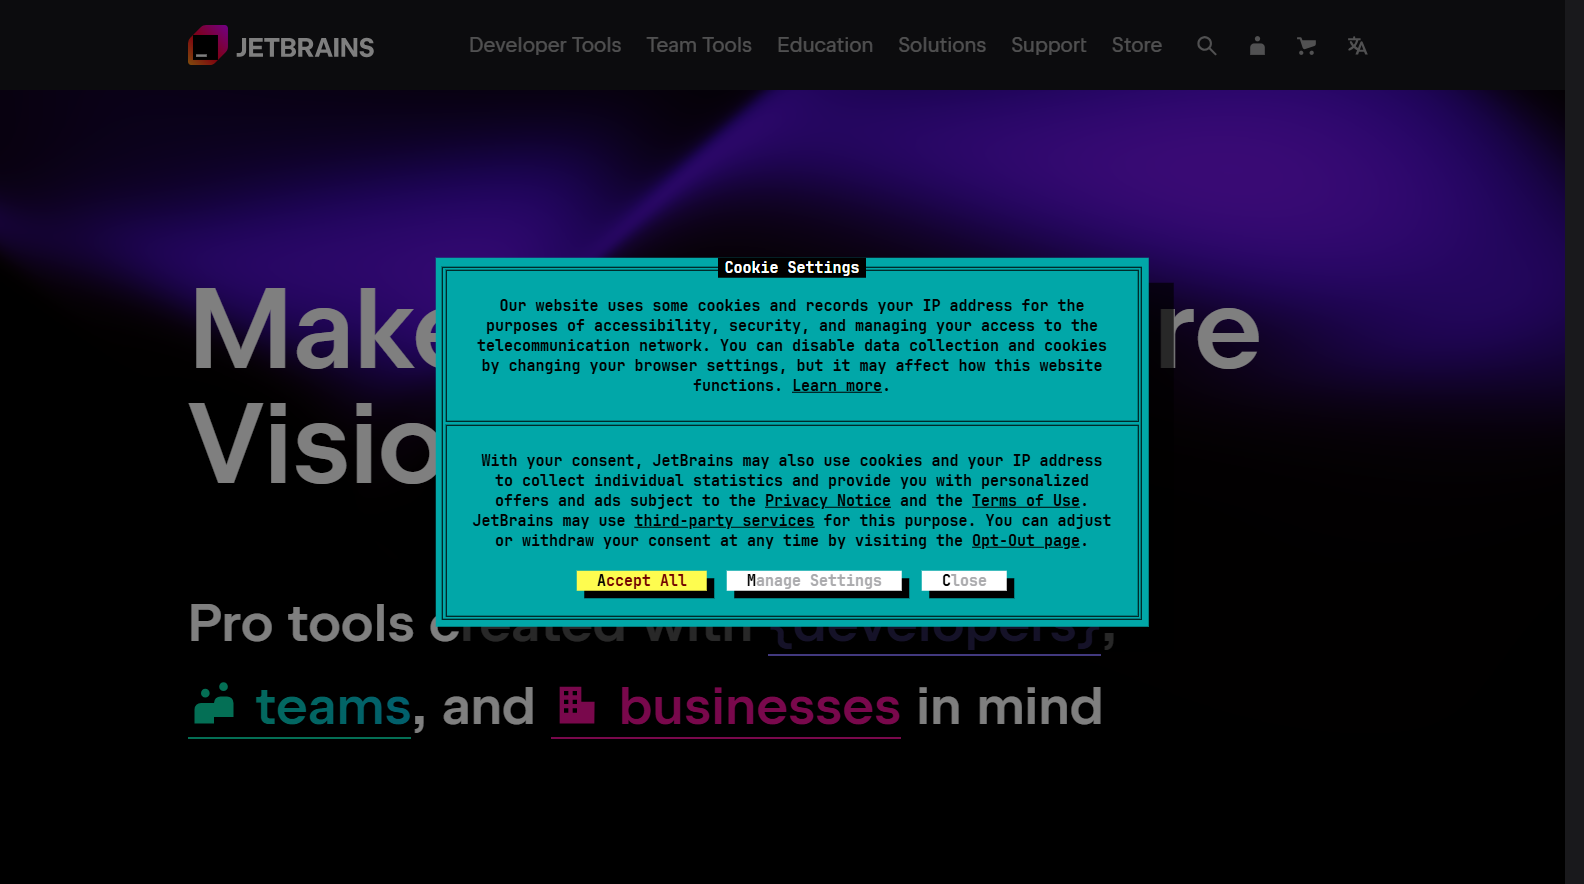 JETBRAINS
Developer Tools Team Tools Education Solutions Support Store
Make
re
Visio
Cookie Settings
Our website uses some cookies and records your IP address for the
purposes of accessibility, security, and managing your access to the
telecommunication network. You can disable data collection and cookies
by changing your browser settings, but it may affect how this website
functions. Learn more.
With your consent, JetBrains may also use cookies and your IP address
to collect individual statistics and provide you with personalized
offers and ads subject to the Privacy Notice and the Terms of Use.
JetBrains may use third-party services for this purpose. You can adjust
or withdraw your consent at any time by visiting the Opt-Out page.
Accept All Manage Settings Close
Pro tools created with {developers},
teams, and businesses in mind